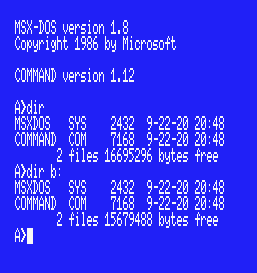 MSX-DOS version 1.8
Copyright 1986 by Microsoft
COMMAND version 1.12
A>dir
MSXDOS   SYS    2432  9-22-20 20:48
COMMAND  COM    7168  9-22-20 20:48
       2 files 16695296 bytes free
A>dir b:
MSXDOS   SYS    2432  9-22-20 20:48
COMMAND  COM    7168  9-22-20 20:48
       2 files 15679488 bytes free
A>